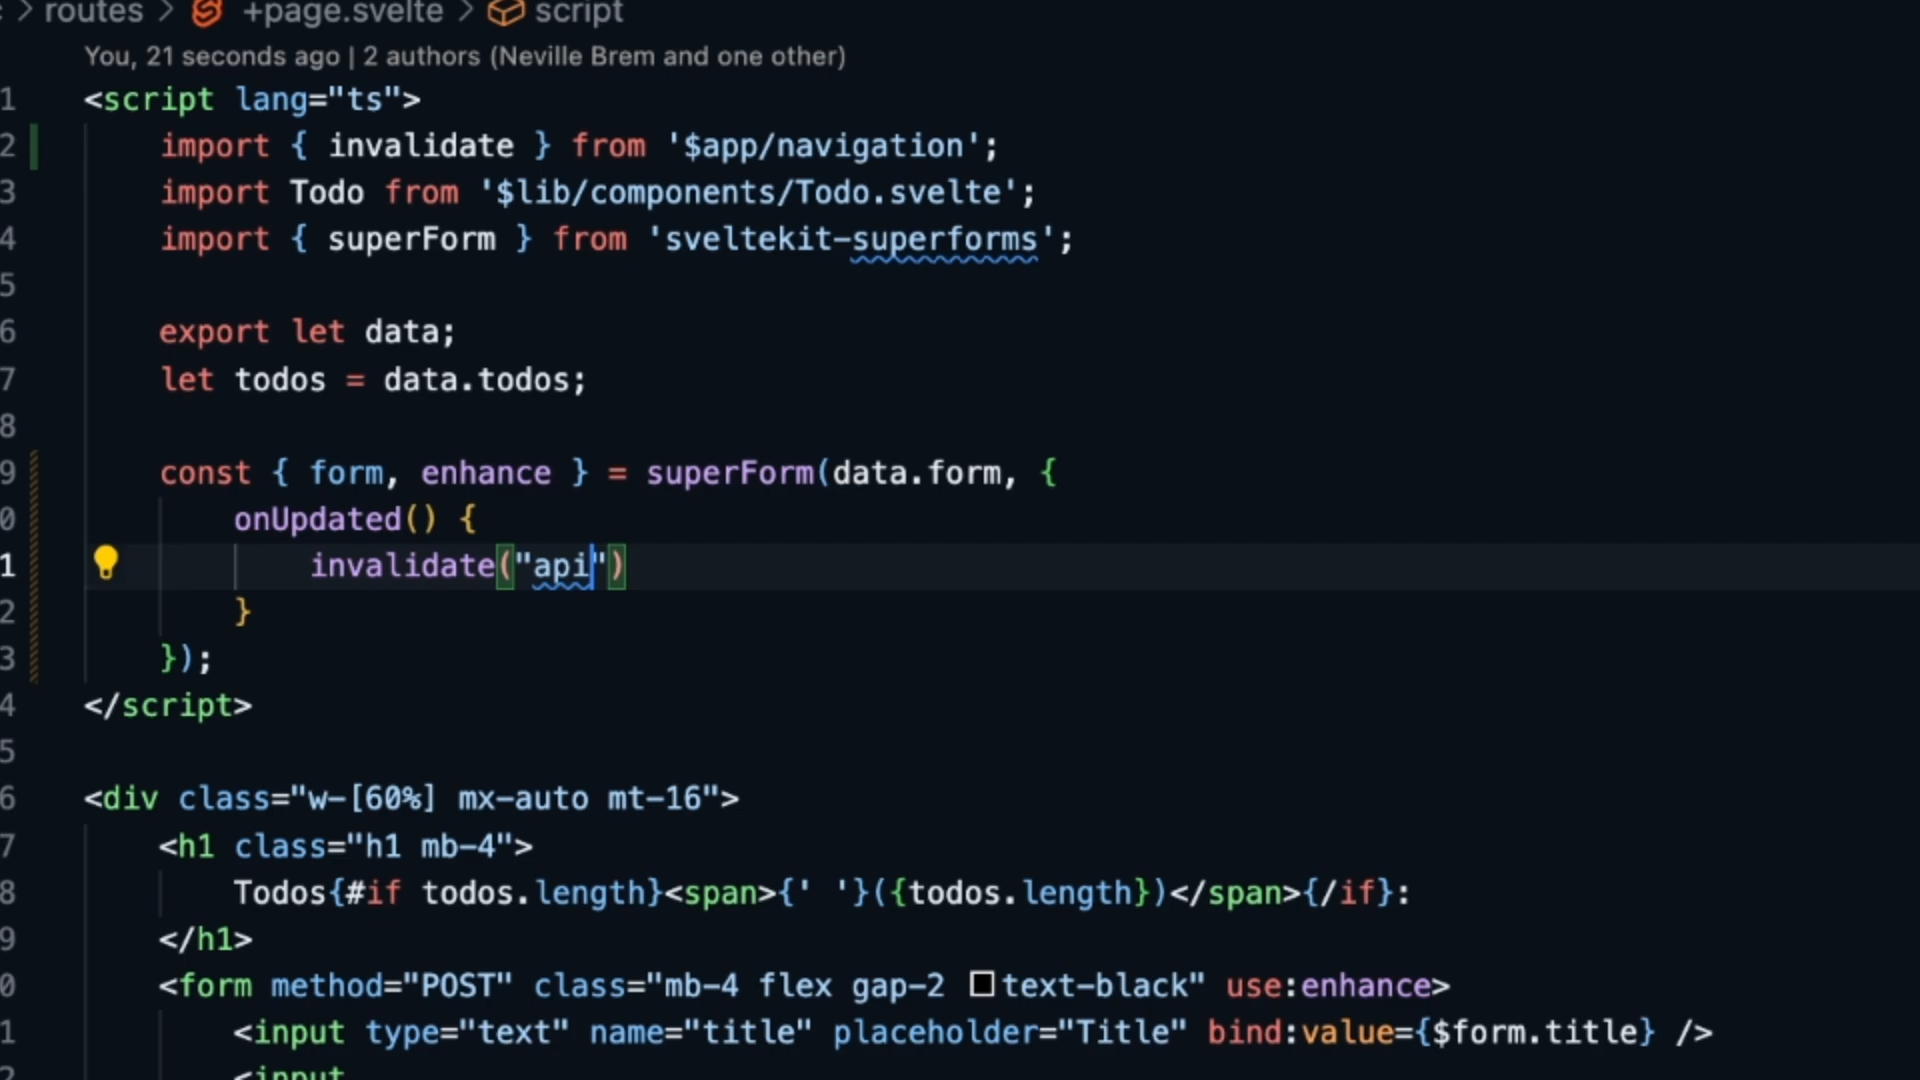 > routes > +page.svelte > script
You, 21 seconds ago | 2 authors (Neville Brem and one other)
1 <script lang="ts">
2 import { invalidate } from '$app/navigation';
3 import Todo from '$lib/components/Todo.svelte';
4 import { superForm } from 'sveltekit-superforms';
5
6 export let data;
7 let todos = data.todos;
8
9 const { form, enhance } = superForm(data.form, {
0 onUpdated() {
1 invalidate("api")
2 }
3 });
4 </script>
5
6 <div class="w-[60%] mx-auto mt-16">
7 <h1 class="h1 mb-4">
8 Todos{#if todos.length}<span>{' '}({todos.length})</span>{/if}:
9 </h1>
0 <form method="POST" class="mb-4 flex gap-2 text-black" use:enhance>
1 <input type="text" name="title" placeholder="Title" bind:value={$form.title} />
2 <input